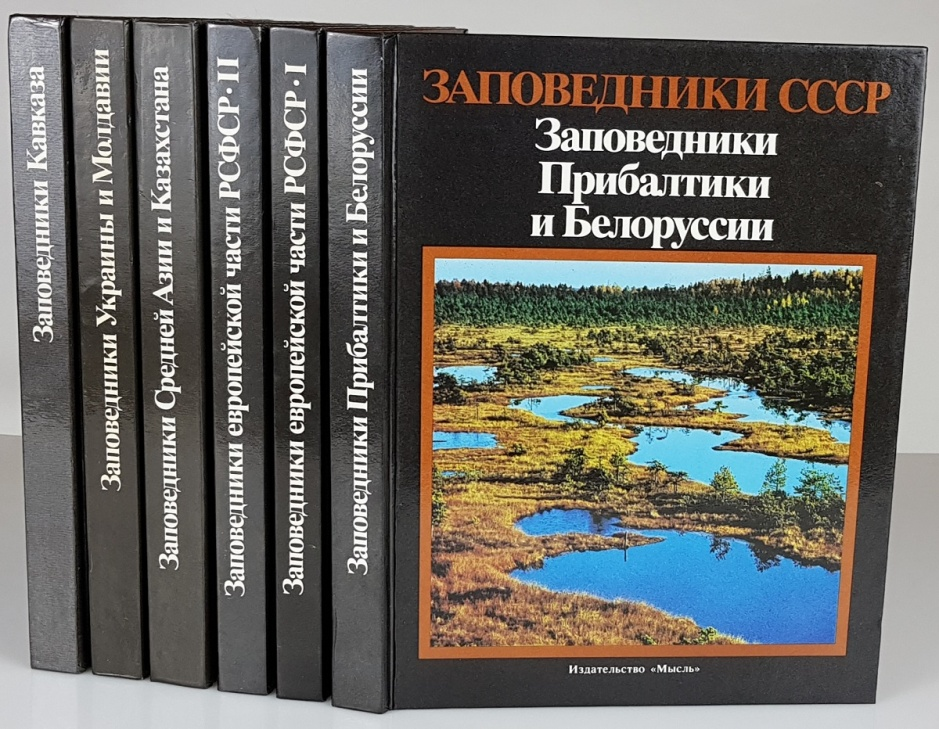 Заповедники Кавказа
Заповедники Украины и Молдавии
Заповедники Средней Азии и Казахстана
Заповедники европейской части РСФСР · II
Заповедники европейской части РСФСР · I
Заповедники Прибалтики и Белоруссии
ЗАПОВЕДНИКИ СССР
Заповедники
Прибалтики
и Белоруссии
Издательство «Мысль»